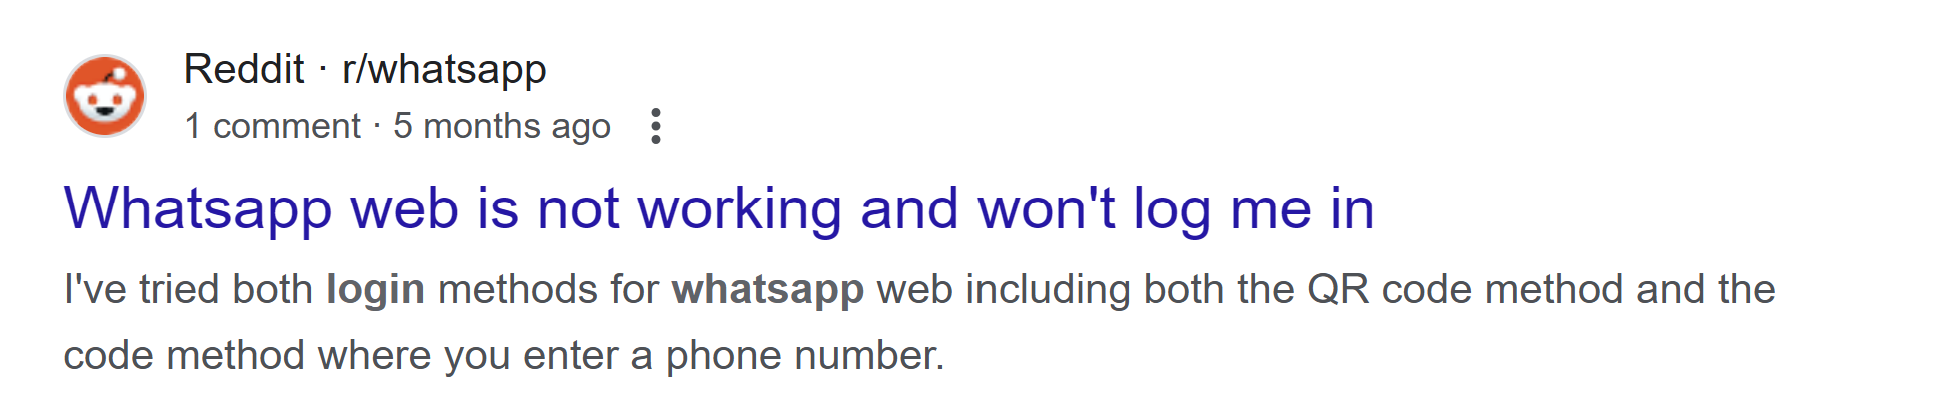 Reddit · r/whatsapp
1 comment · 5 months ago
Whatsapp web is not working and won't log me in
I've tried both login methods for whatsapp web including both the QR code method and the
code method where you enter a phone number.